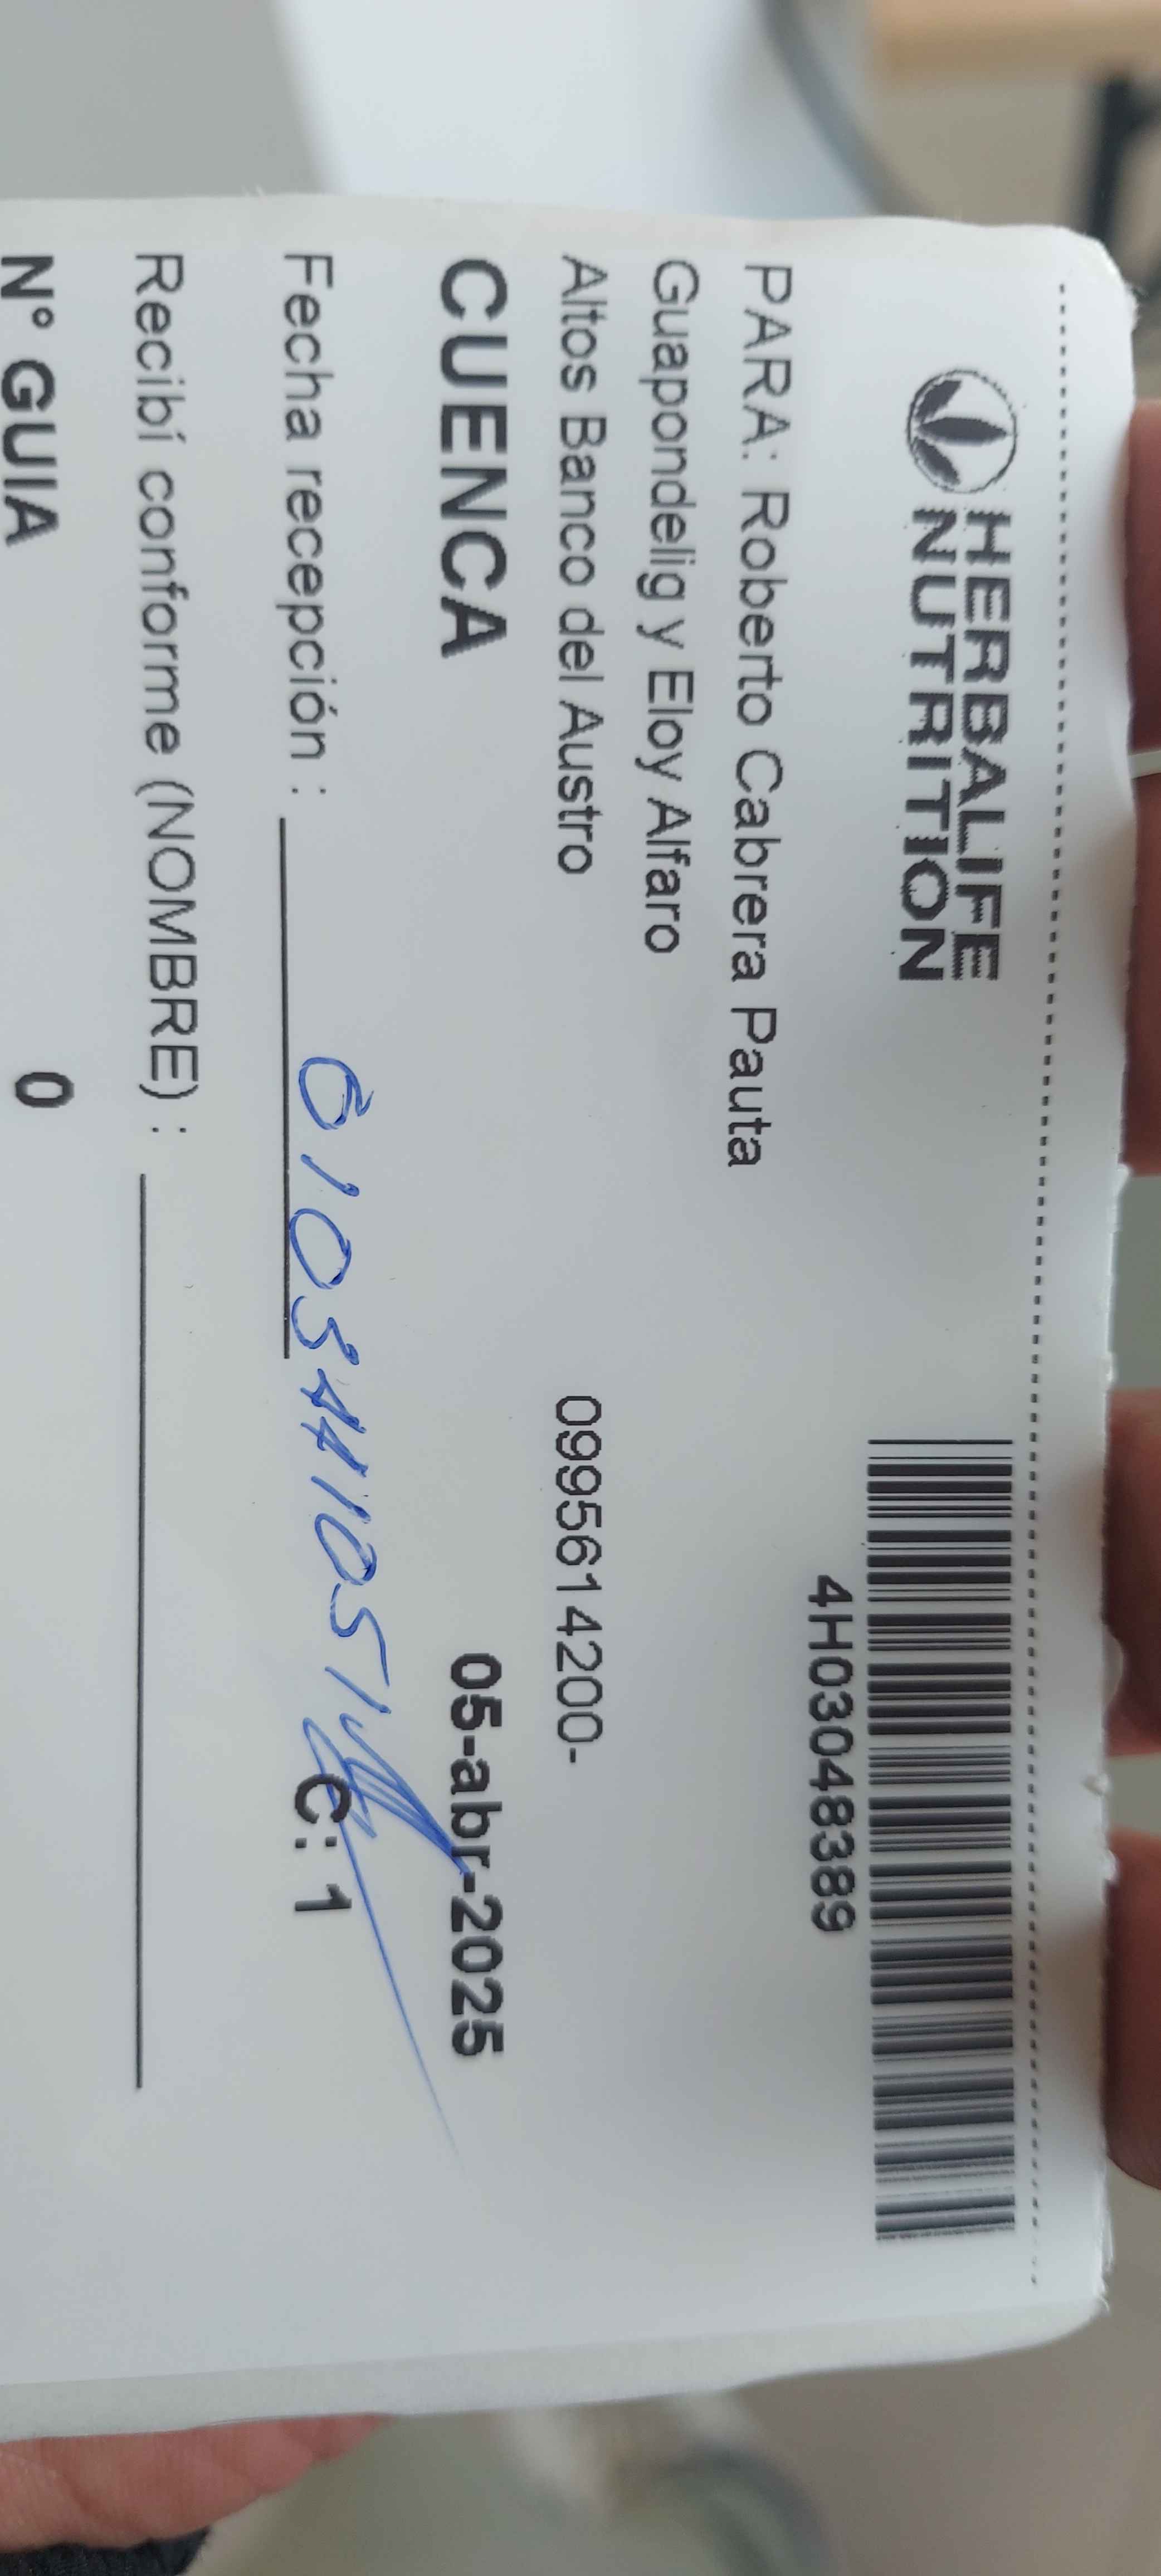 HERBALIFE
NUTRITION
4H03048389
PARA: Roberto Cabrera Pauta
Guapondelig y Eloy Alfaro
Altos Banco del Austro 0995614200-
CUENCA 05-abr-2025
Fecha recepción : 0103441051 C: 1
Recibí conforme (NOMBRE) :
N° GUIA 0